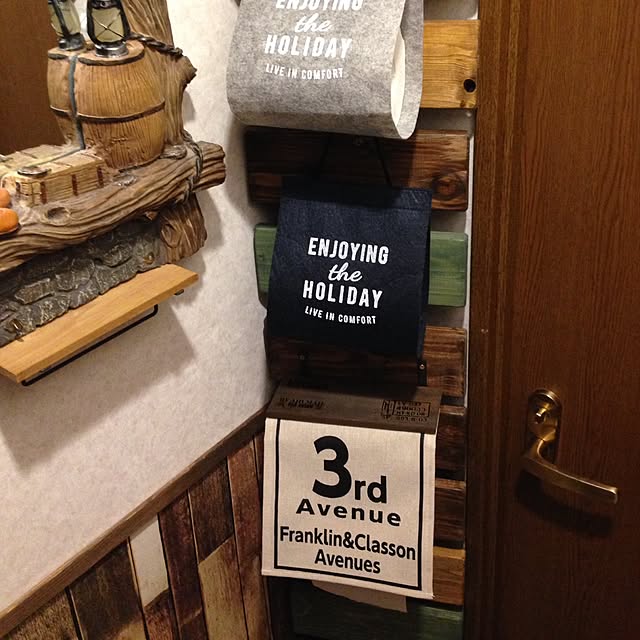 ENJOYING
the
HOLIDAY
LIVE IN COMFORT
ENJOYING
the
HOLIDAY
LIVE IN COMFORT
3rd
Avenue
Franklin&Classon
Avenues